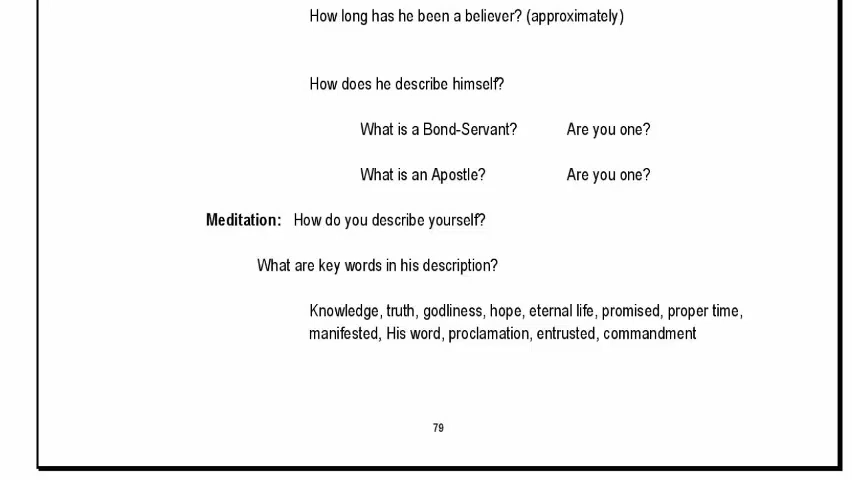 How long has he been a believer? (approximately)
How does he describe himself?
What is a Bond-Servant? Are you one?
What is an Apostle? Are you one?
Meditation: How do you describe yourself?
What are key words in his description?
Knowledge, truth, godliness, hope, eternal life, promised, proper time,
manifested, His word, proclamation, entrusted, commandment
79